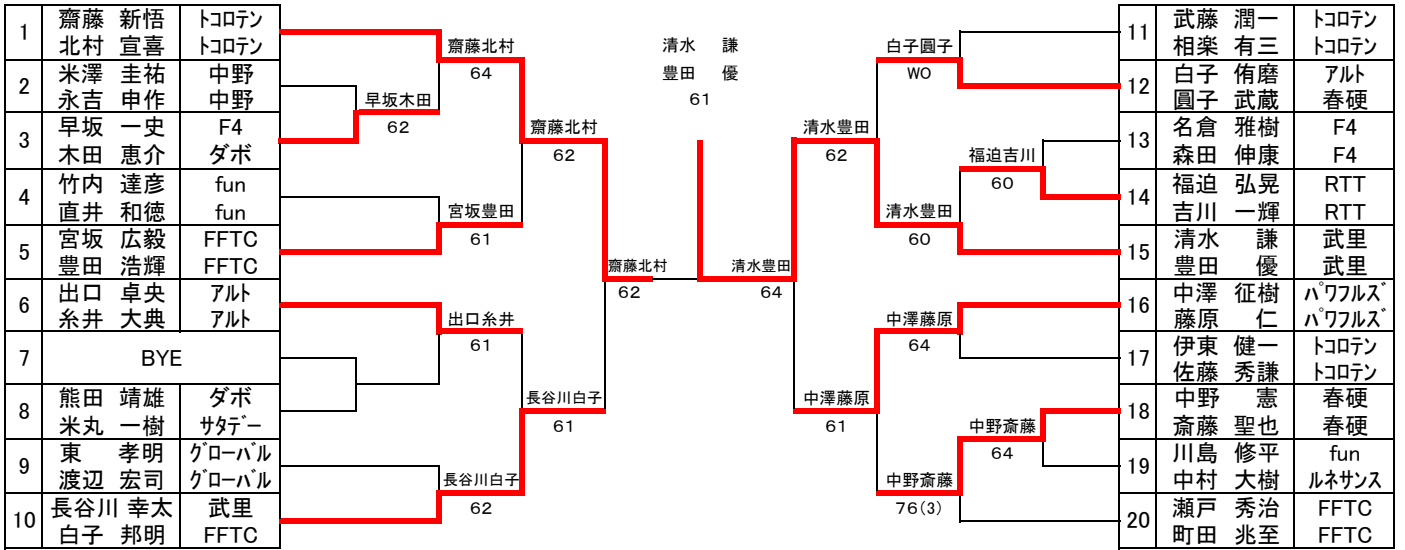 1 齋藤 新悟 トコロテン
北村 宣喜 トコロテン
2 米澤 圭祐 中野
永吉 申作 中野
3 早坂 一史 F4
木田 恵介 ダボ
4 竹内 達彦 fun
直井 和徳 fun
5 宮坂 広毅 FFTC
豊田 浩輝 FFTC
6 出口 卓央 アルト
糸井 大典 アルト
7 BYE
8 熊田 靖雄 ダボ
米丸 一樹 サタデー
9 東 孝明 グローバル
渡辺 宏司 グローバル
10 長谷川 幸太 武里
白子 邦明 FFTC
早坂木田
62
齋藤北村
64
宮坂豊田
61
出口糸井
61
長谷川白子
62
齋藤北村
62
長谷川白子
61
齋藤北村
62
清水 謙
豊田 優
61
清水豊田
64
清水豊田
62
中澤藤原
61
白子圓子
WO
清水豊田
60
中澤藤原
64
中野斎藤
76(3)
福迫吉川
60
中野斎藤
64
11 武藤 潤一 トコロテン
相楽 有三 トコロテン
12 白子 侑磨 アルト
圓子 武蔵 春硬
13 名倉 雅樹 F4
森田 伸康 F4
14 福迫 弘晃 RTT
吉川 一輝 RTT
15 清水 謙 武里
豊田 優 武里
16 中澤 征樹 パワフルズ
藤原 仁 パワフルズ
17 伊東 健一 トコロテン
佐藤 秀謙 トコロテン
18 中野 憲 春硬
斎藤 聖也 春硬
19 川島 修平 fun
中村 大樹 ルネサンス
20 瀬戸 秀治 FFTC
町田 兆至 FFTC